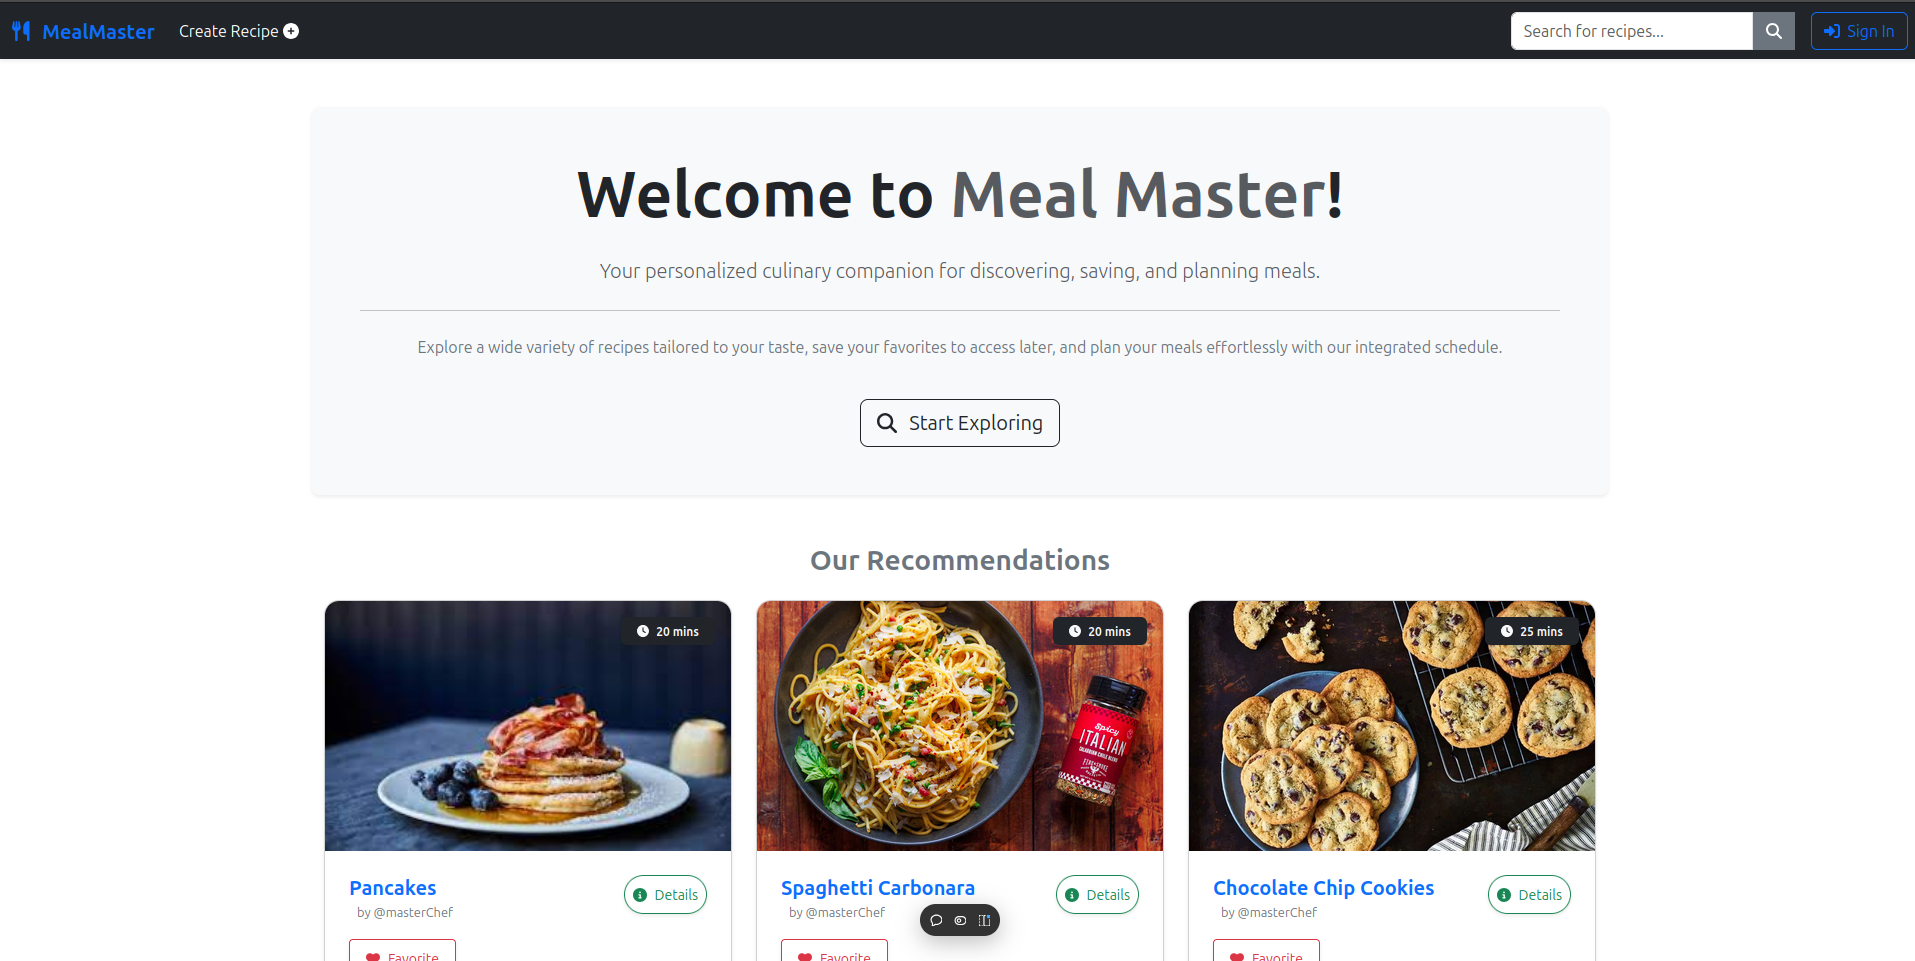 MealMaster
Create Recipe
Search for recipes...
Sign In
Welcome to Meal Master!
Your personalized culinary companion for discovering, saving, and planning meals.
Explore a wide variety of recipes tailored to your taste, save your favorites to access later, and plan your meals effortlessly with our integrated schedule.
Start Exploring
Our Recommendations
20 mins
20 mins
25 mins
Spicy
ITALIAN
Pancakes
Details
by @masterChef
Favorite
Spaghetti Carbonara
Details
by @masterChef
Favorite
Chocolate Chip Cookies
Details
by @masterChef
Favorite